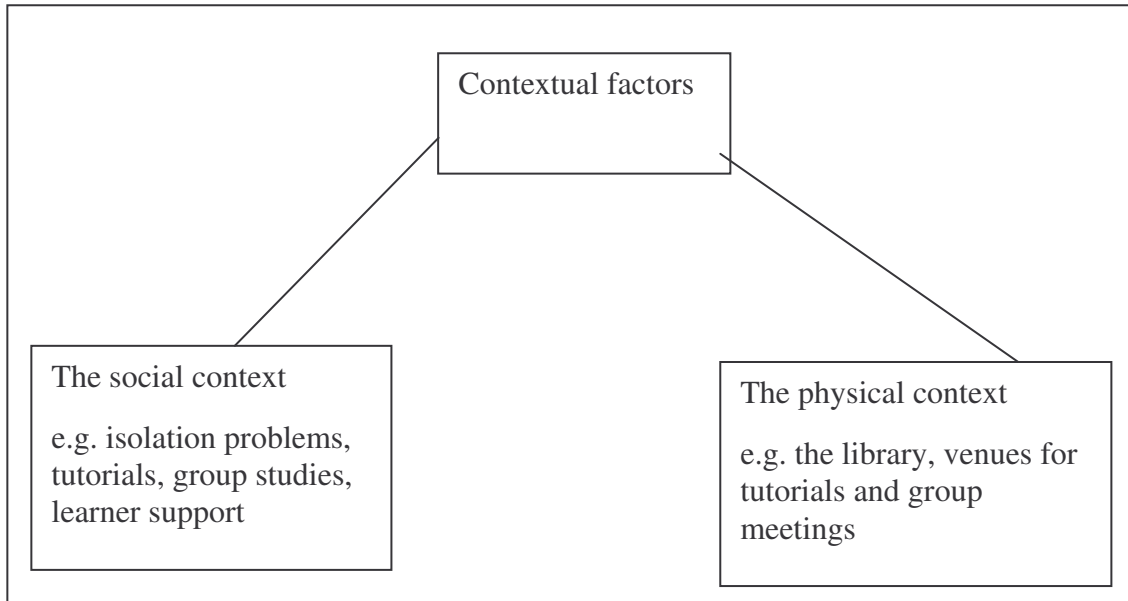 Contextual factors
The social context
e.g. isolation problems,
tutorials, group studies,
learner support
The physical context
e.g. the library, venues for
tutorials and group
meetings